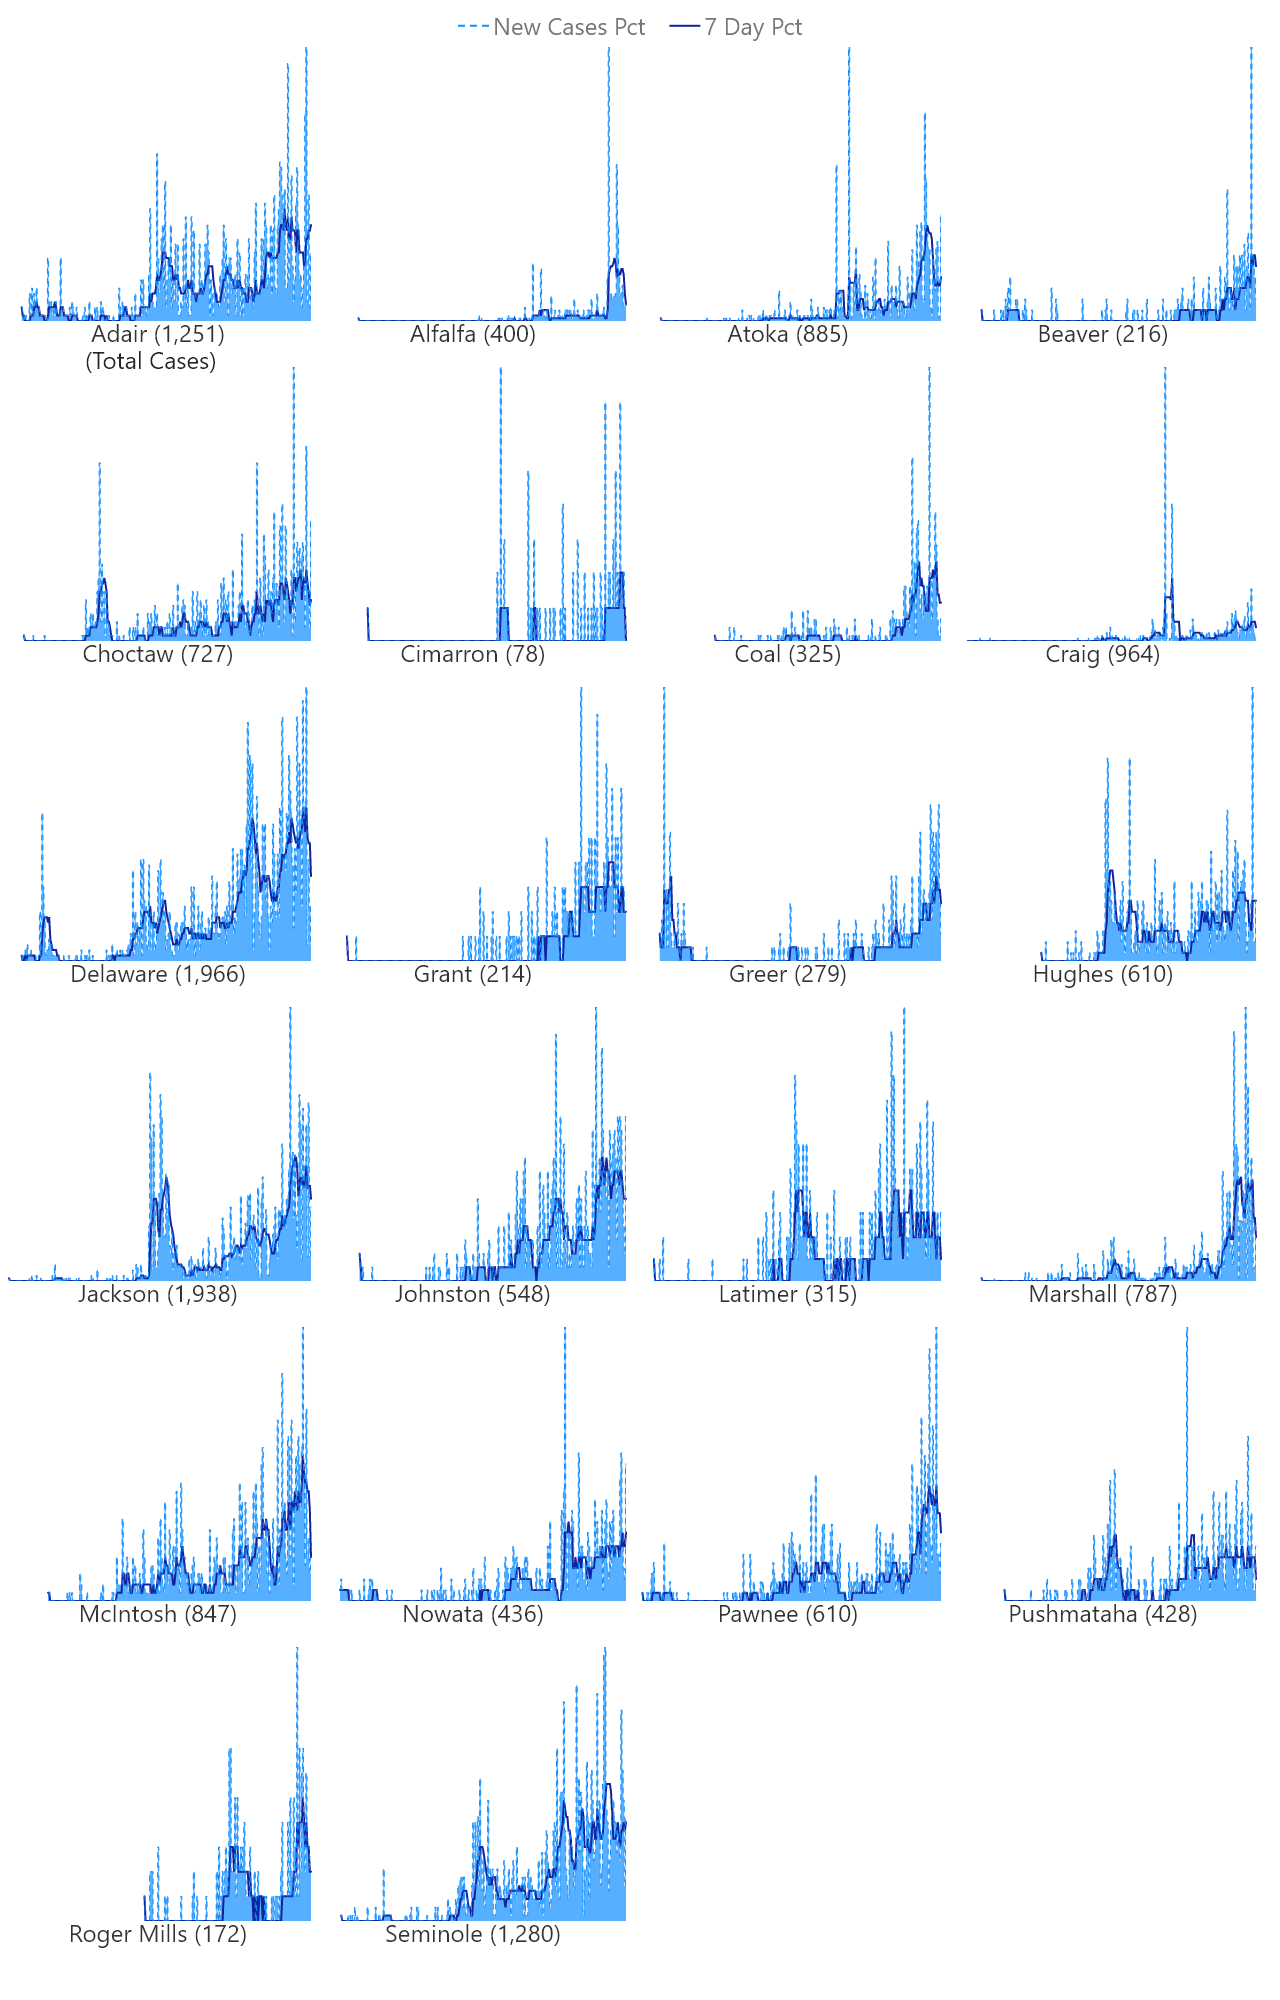 New Cases Pct 7 Day Pct
Adair (1,251) Alfalfa (400) Atoka (885) Beaver (216)
(Total Cases)
Choctaw (727) Cimarron (78) Coal (325) Craig (964)
Delaware (1,966) Grant (214) Greer (279) Hughes (610)
Jackson (1,938) Johnston (548) Latimer (315) Marshall (787)
McIntosh (847) Nowata (436) Pawnee (610) Pushmataha (428)
Roger Mills (172) Seminole (1,280)